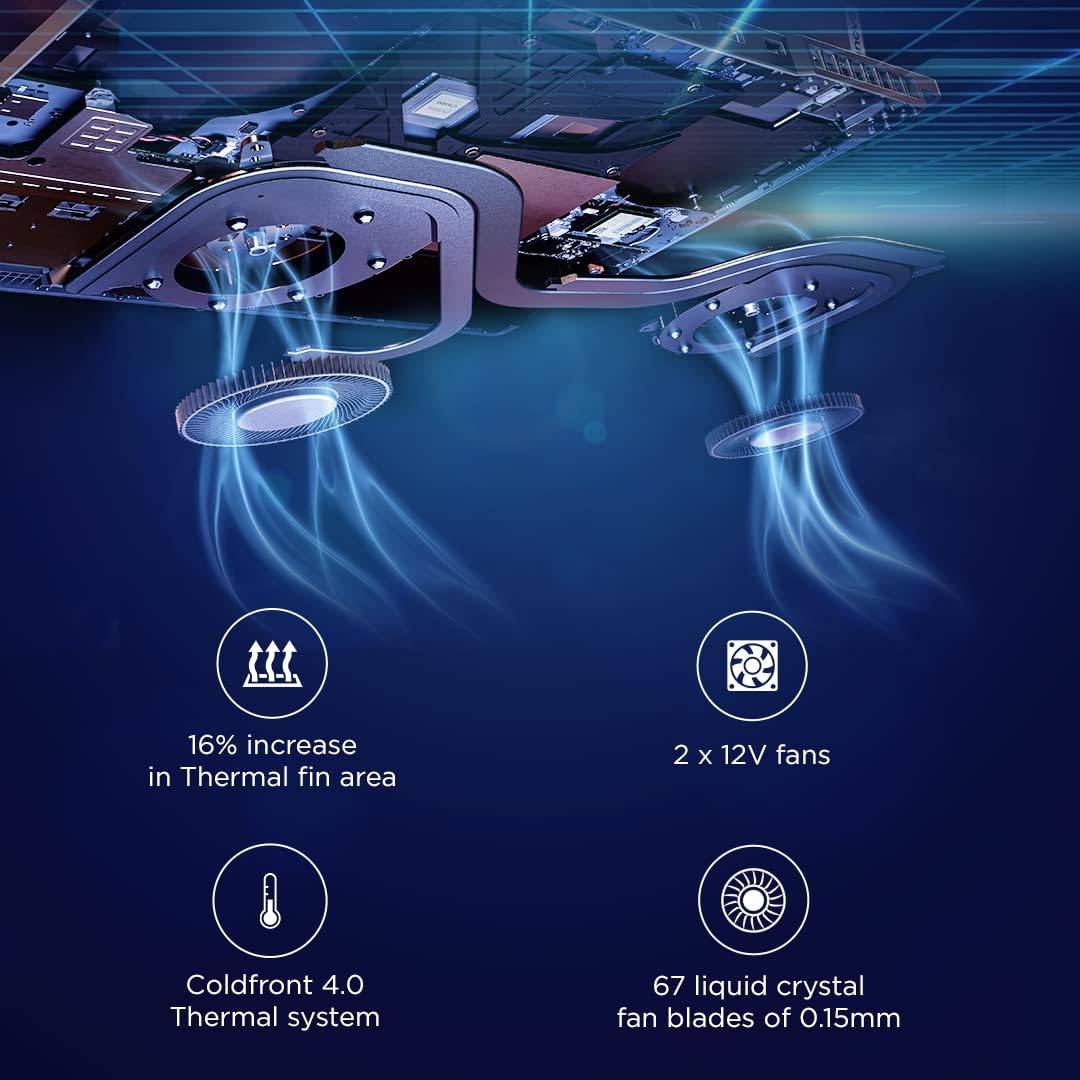 16% increase
in Thermal fin area
2 x 12V fans
Coldfront 4.0
Thermal system
67 liquid crystal
fan blades of 0.15mm